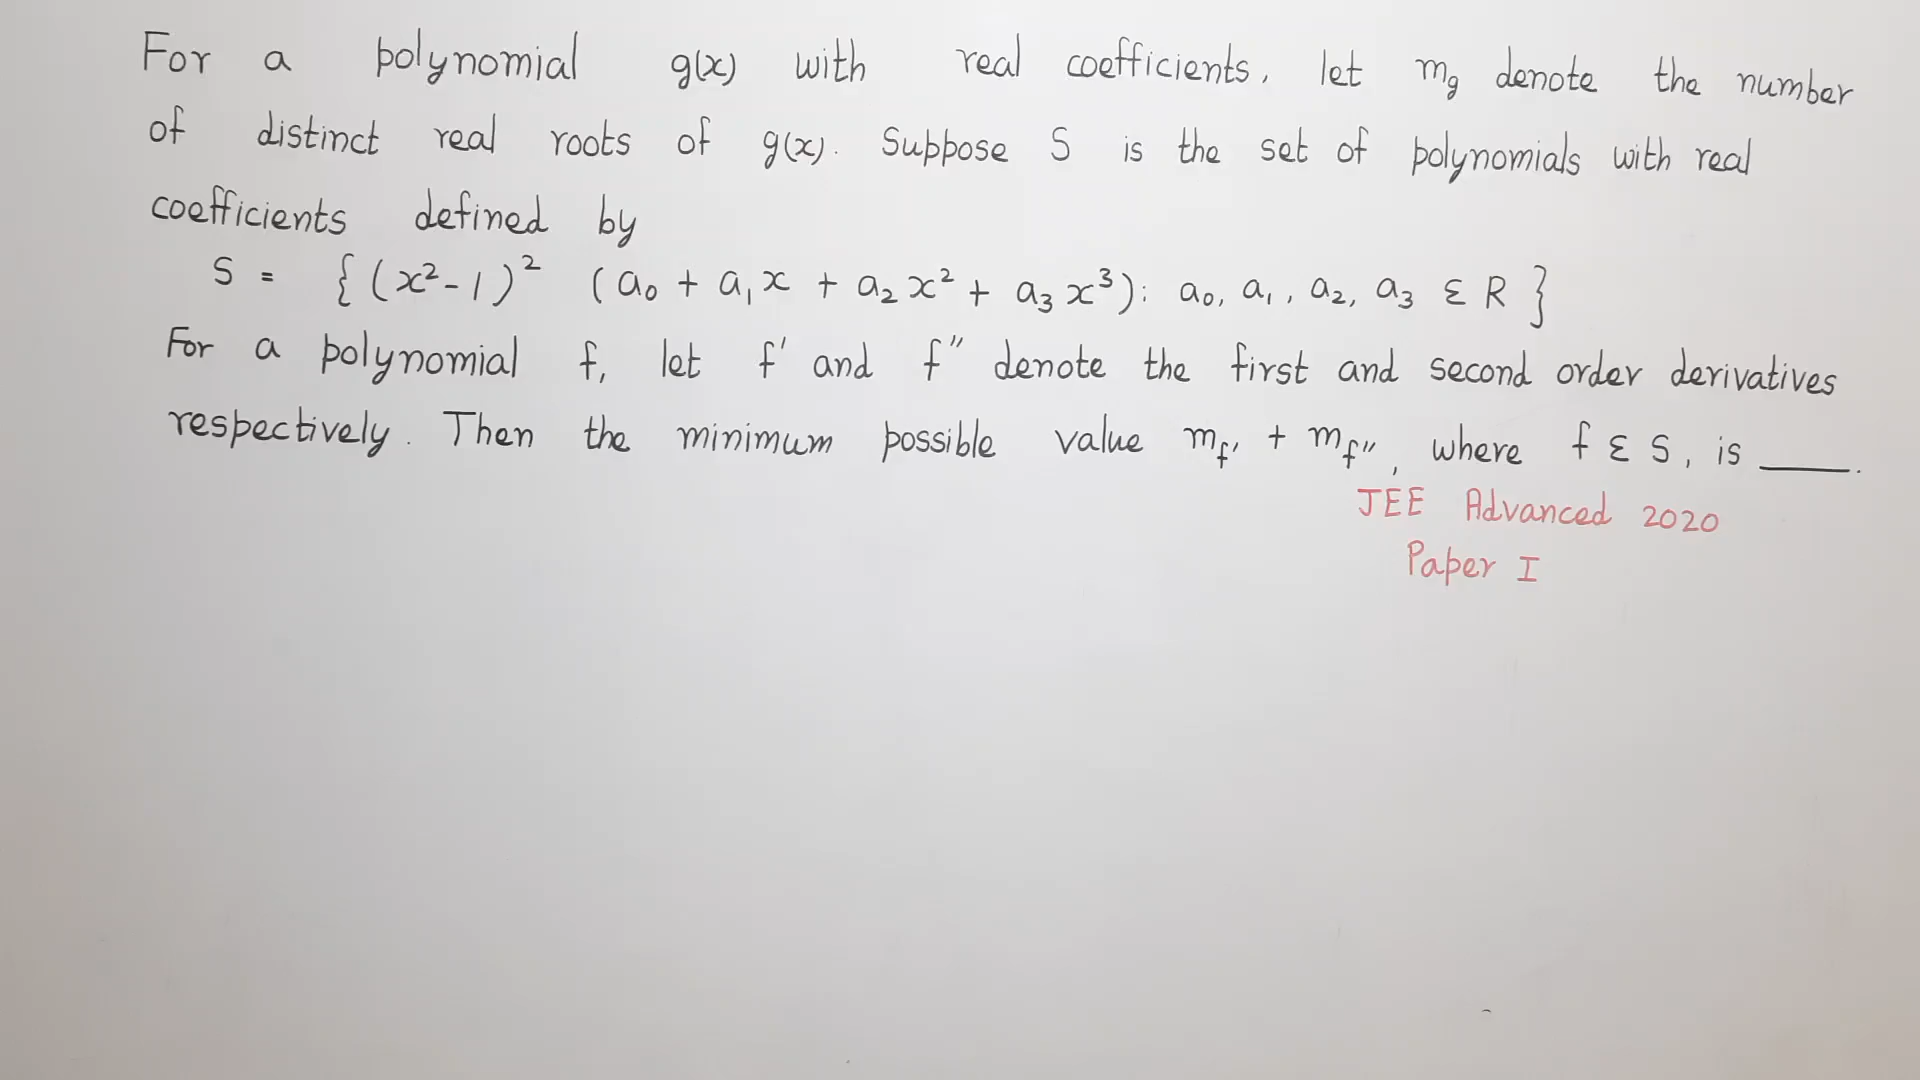 For a polynomial g(x) with real coefficients, let m_g denote the number
of distinct real roots of g(x). Suppose S is the set of polynomials with real
coefficients defined by
S = {(x²-1)² (a₀ + a₁x + a₂x² + a₃x³): a₀, a₁, a₂, a₃ ∈ R}
For a polynomial f, let f' and f" denote the first and second order derivatives
respectively. Then the minimum possible value m_f' + m_f", where f ∈ S, is ____.
JEE Advanced 2020
Paper I